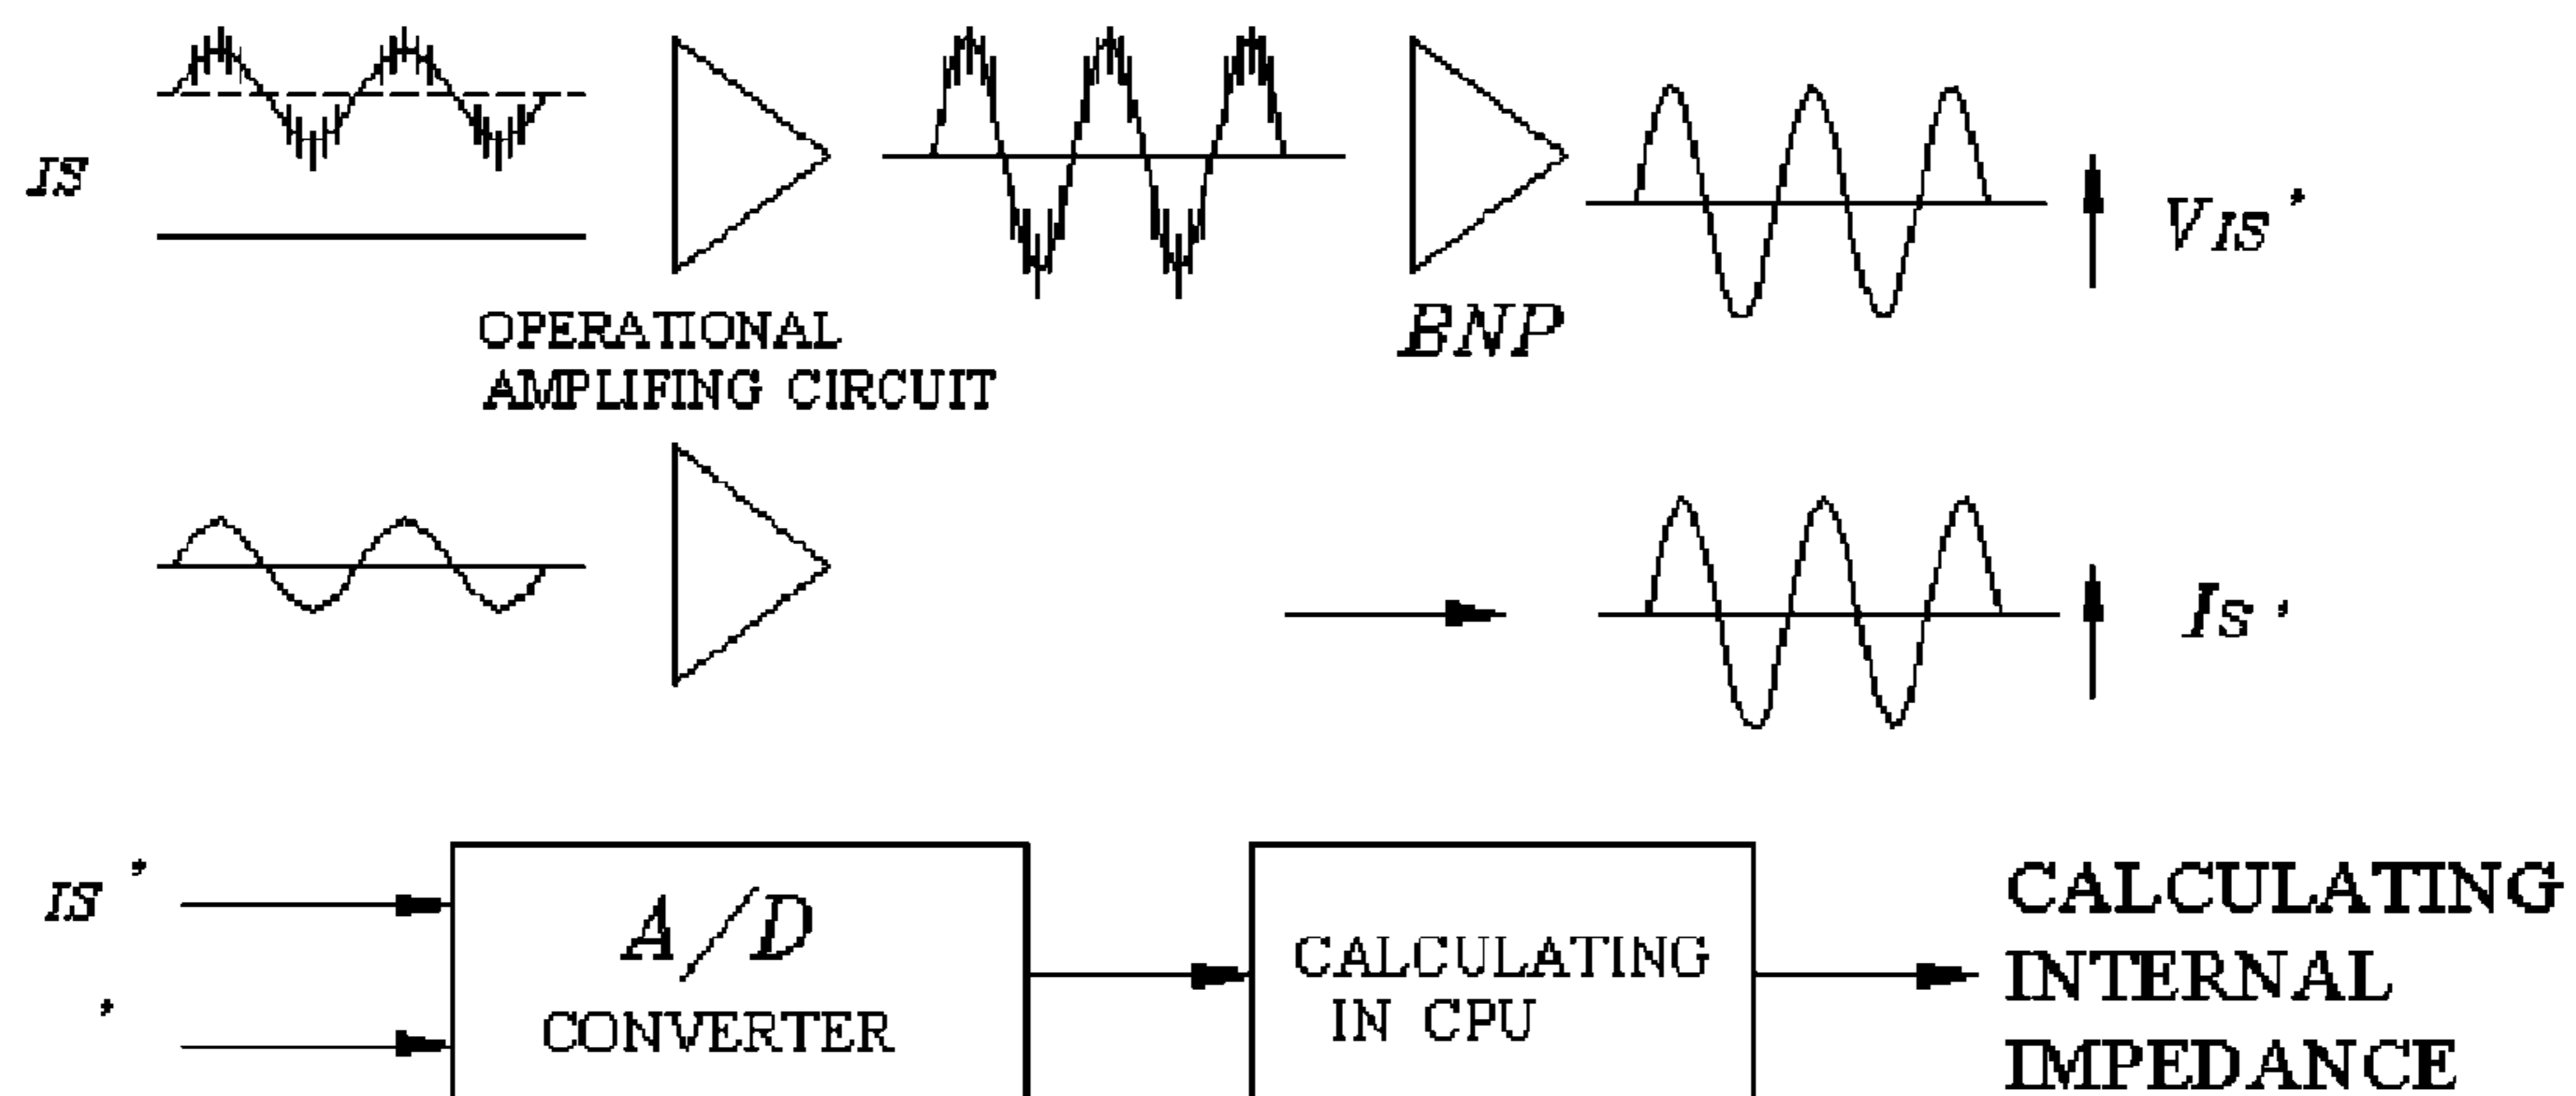 IS
OPERATIONAL
AMPLIFING CIRCUIT
BNP
VIS'
IS'
IS'
'
A/D
CONVERTER
CALCULATING
IN CPU
CALCULATING
INTERNAL
IMPEDANCE